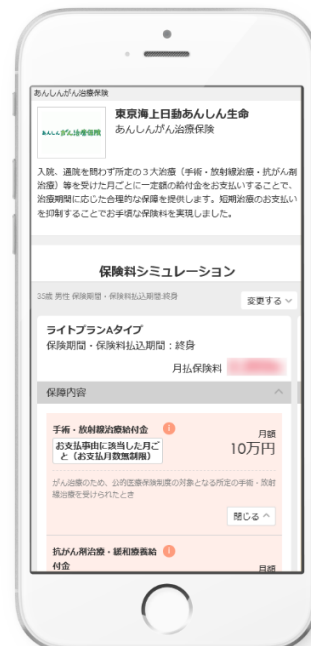 あんしんがん治療保険
あんしんがん治療保険
東京海上日動あんしん生命
あんしんがん治療保険
入院、通院を問わず所定の3大治療（手術・放射線治療・抗がん剤
治療）等を受けた月ごとに一定額の給付金をお支払いすることで、
治療期間に応じた合理的な保障を提供します。短期治療のお支払い
を抑制することでお手頃な保険料を実現しました。
保険料シミュレーション
35歳 男性 保険期間・保険料払込期間:終身
変更する
ライトプランAタイプ
保険期間・保険料払込期間：終身
月払保険料
保障内容
手術・放射線治療給付金
月額
お支払事由に該当した月ご
と（お支払月数無制限）
10万円
がん治療のため、公的医療保険制度の対象となる所定の手術・放射
線治療を受けられたとき
閉じる
抗がん剤治療・緩和療養給
付金
月額